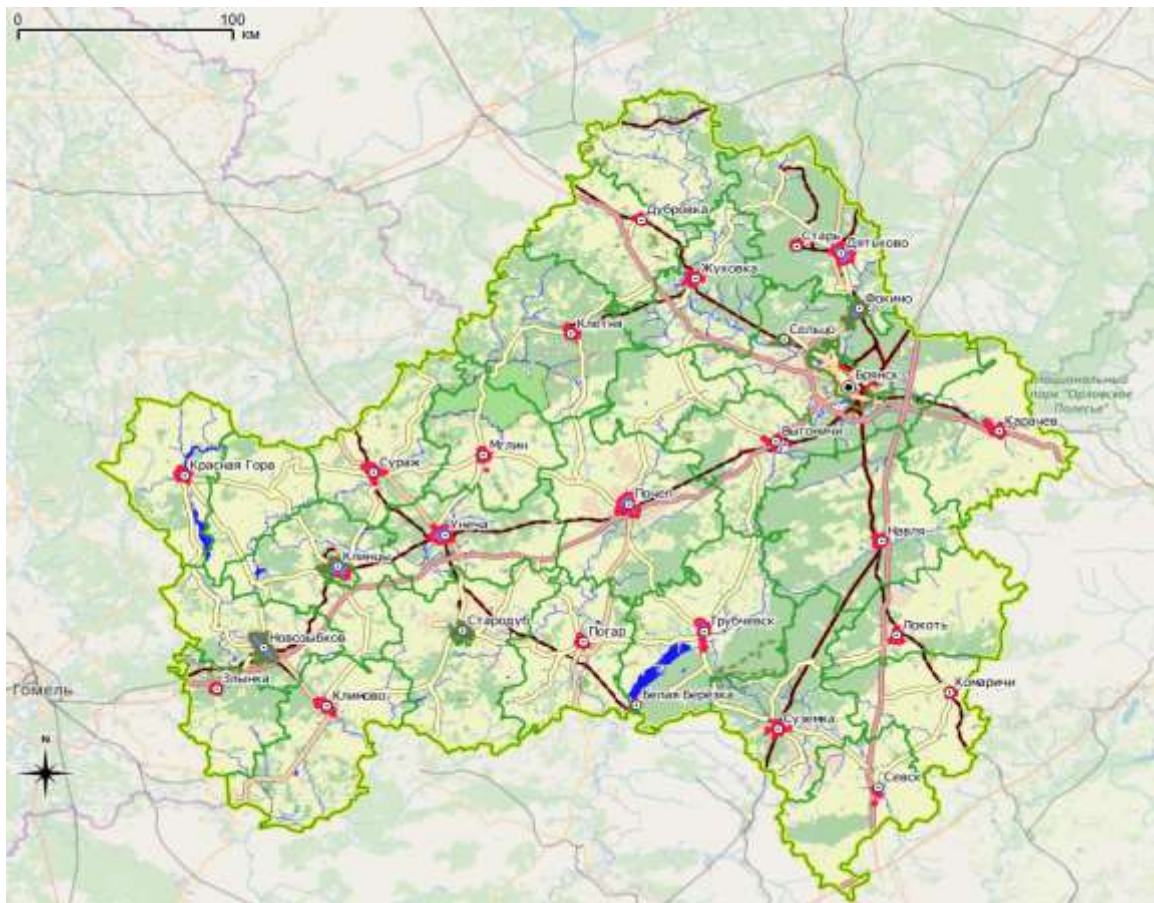 0 100
км
Дубровка
Старь Дятьково
Жуховка
Фокино
Клетня
Сельцо
Брянск
национальный
парк "Орловское
Полесье"
Карачев
Выгоничи
Мглин
Сураж
Красная Гора
Почеп
Унеча
Навля
Клинцы
Стародуб
Трубчевск
Погар
Локоть
Новозыбков
Злынка
Гомель
Климово
Белая Березка
Комаричи
Суземка
N
Севск